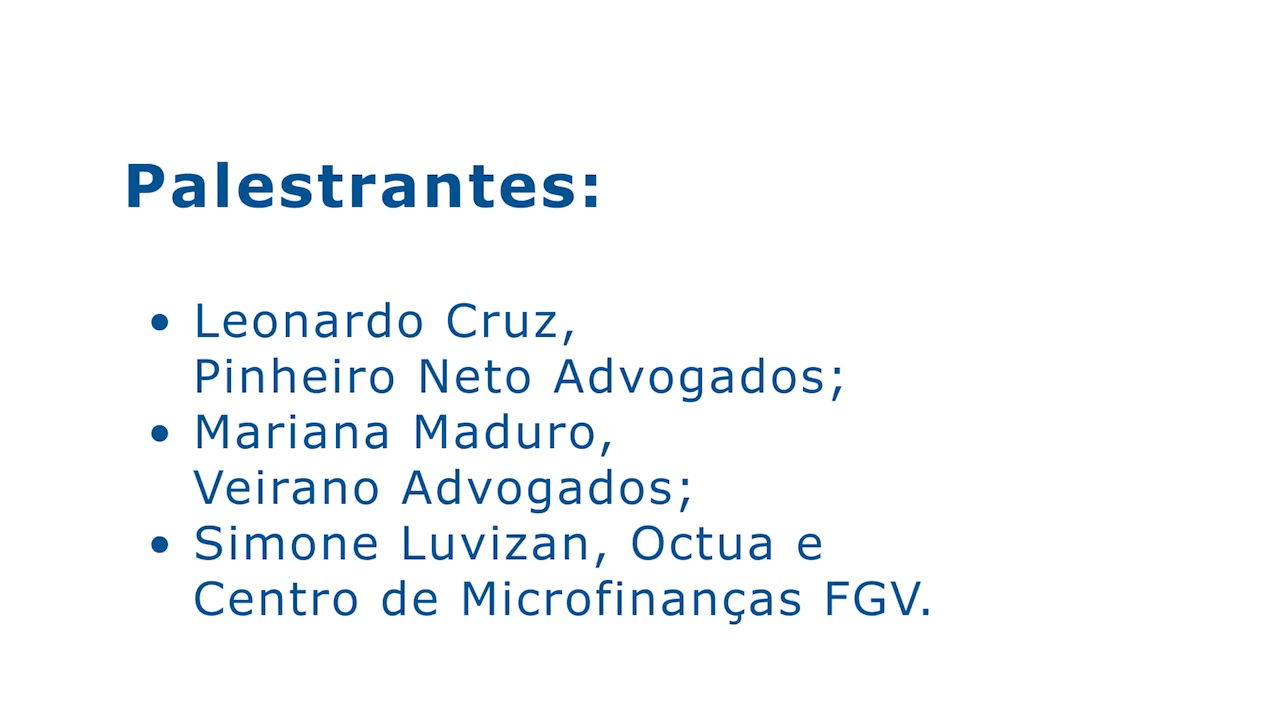 Palestrantes:
• Leonardo Cruz,
Pinheiro Neto Advogados;
• Mariana Maduro,
Veirano Advogados;
• Simone Luvizan, Octua e
Centro de Microfinanças FGV.